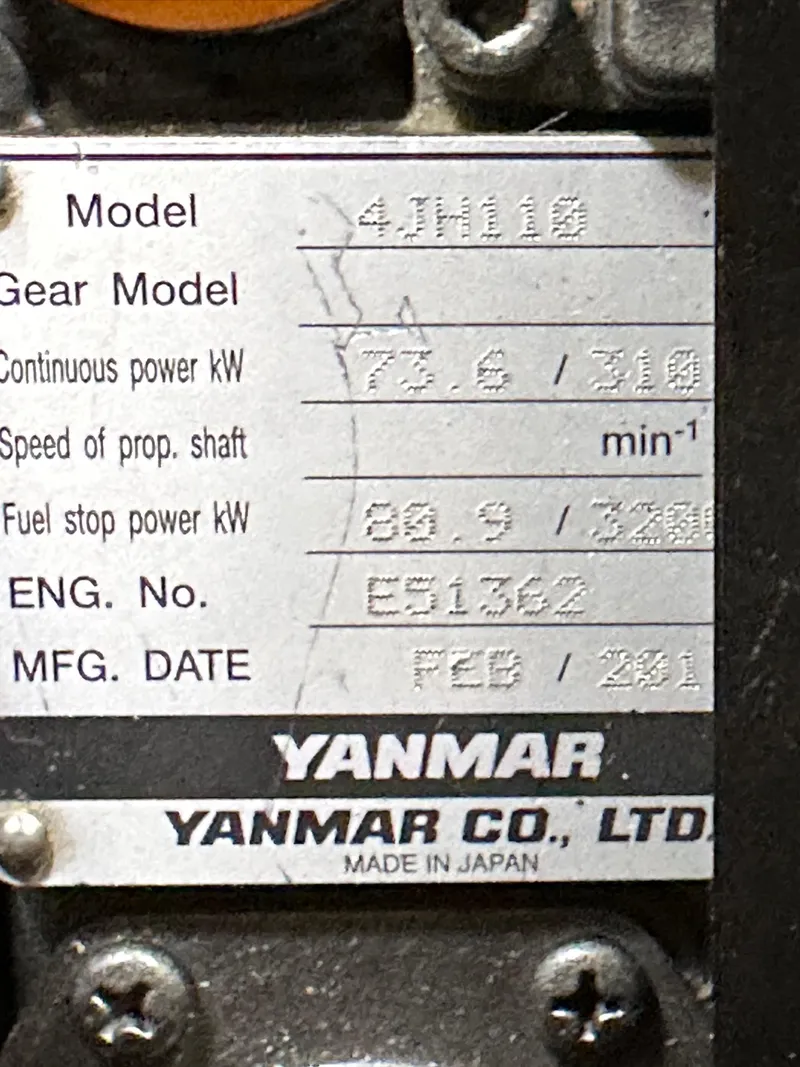 Model 4JH110
Gear Model
Continuous power kW 73.6 / 310
Speed of prop. shaft min⁻¹
Fuel stop power kW 80.9 / 320
ENG. No. E51362
MFG. DATE FEB / 201
YANMAR
YANMAR CO., LTD.
MADE IN JAPAN